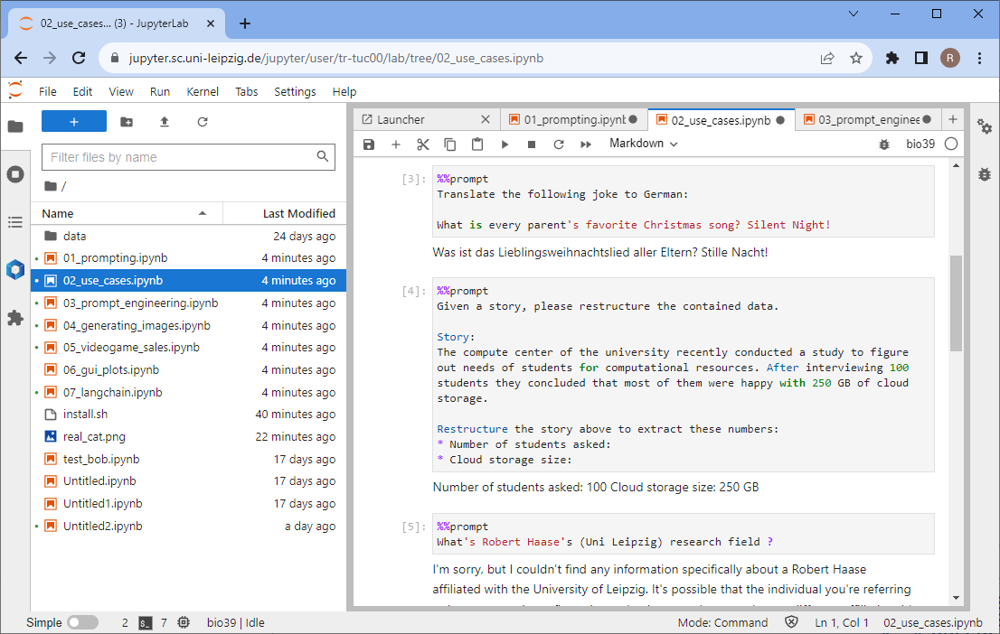 02_use_cases... (3) - JupyterLab
jupyter.sc.uni-leipzig.de/jupyter/user/tr-tuc00/lab/tree/02_use_cases.ipynb
R
File Edit View Run Kernel Tabs Settings Help
Filter files by name
/
Name Last Modified
data 24 days ago
01_prompting.ipynb 4 minutes ago
02_use_cases.ipynb 4 minutes ago
03_prompt_engineering.ipynb 4 minutes ago
04_generating_images.ipynb 4 minutes ago
05_videogame_sales.ipynb 4 minutes ago
06_gui_plots.ipynb 4 minutes ago
07_langchain.ipynb 4 minutes ago
install.sh 40 minutes ago
real_cat.png 22 minutes ago
test_bob.ipynb 17 days ago
Untitled.ipynb 17 days ago
Untitled1.ipynb 17 days ago
Untitled2.ipynb a day ago
Launcher 01_prompting.ipynb 02_use_cases.ipynb 03_prompt_enginee
Markdown bio39
[3]: %%prompt
Translate the following joke to German:
What is every parent's favorite Christmas song? Silent Night!
Was ist das Lieblingsweihnachtslied aller Eltern? Stille Nacht!
[4]: %%prompt
Given a story, please restructure the contained data.
Story:
The compute center of the university recently conducted a study to figure
out needs of students for computational resources. After interviewing 100
students they concluded that most of them were happy with 250 GB of cloud
storage.
Restructure the story above to extract these numbers:
* Number of students asked:
* Cloud storage size:
Number of students asked: 100 Cloud storage size: 250 GB
[5]: %%prompt
What's Robert Haase's (Uni Leipzig) research field ?
I'm sorry, but I couldn't find any information specifically about a Robert Haase
affiliated with the University of Leipzig. It's possible that the individual you're referring
Simple 2 $_ 7 bio39 | Idle Mode: Command Ln 1, Col 1 02_use_cases.ipynb